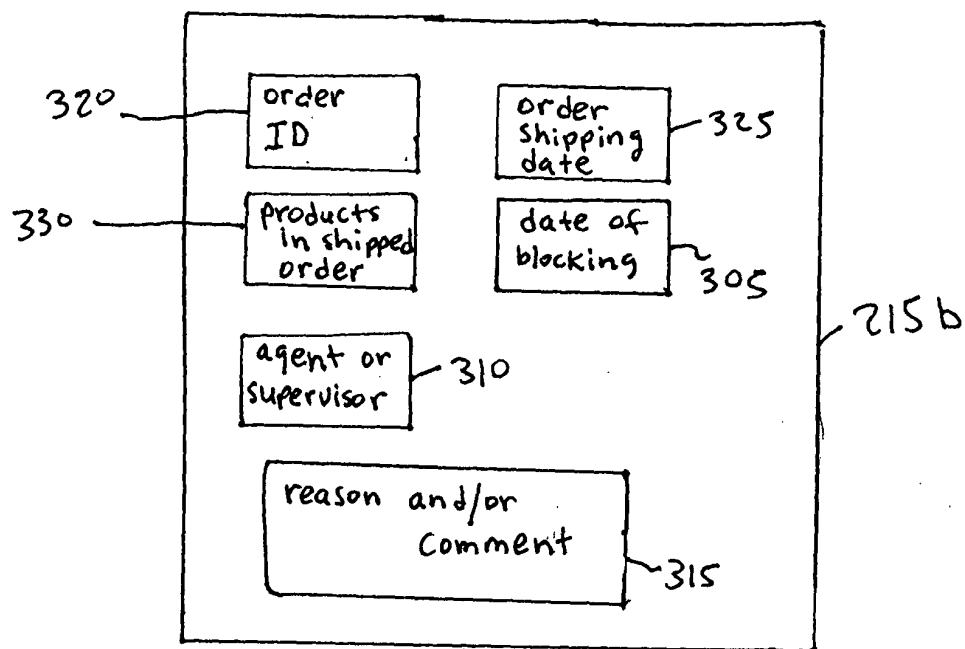 320
order
ID
order
shipping
date
325
330
products
in shipped
order
date of
blocking
305
215b
agent or
supervisor
310
reason and/or
comment
315